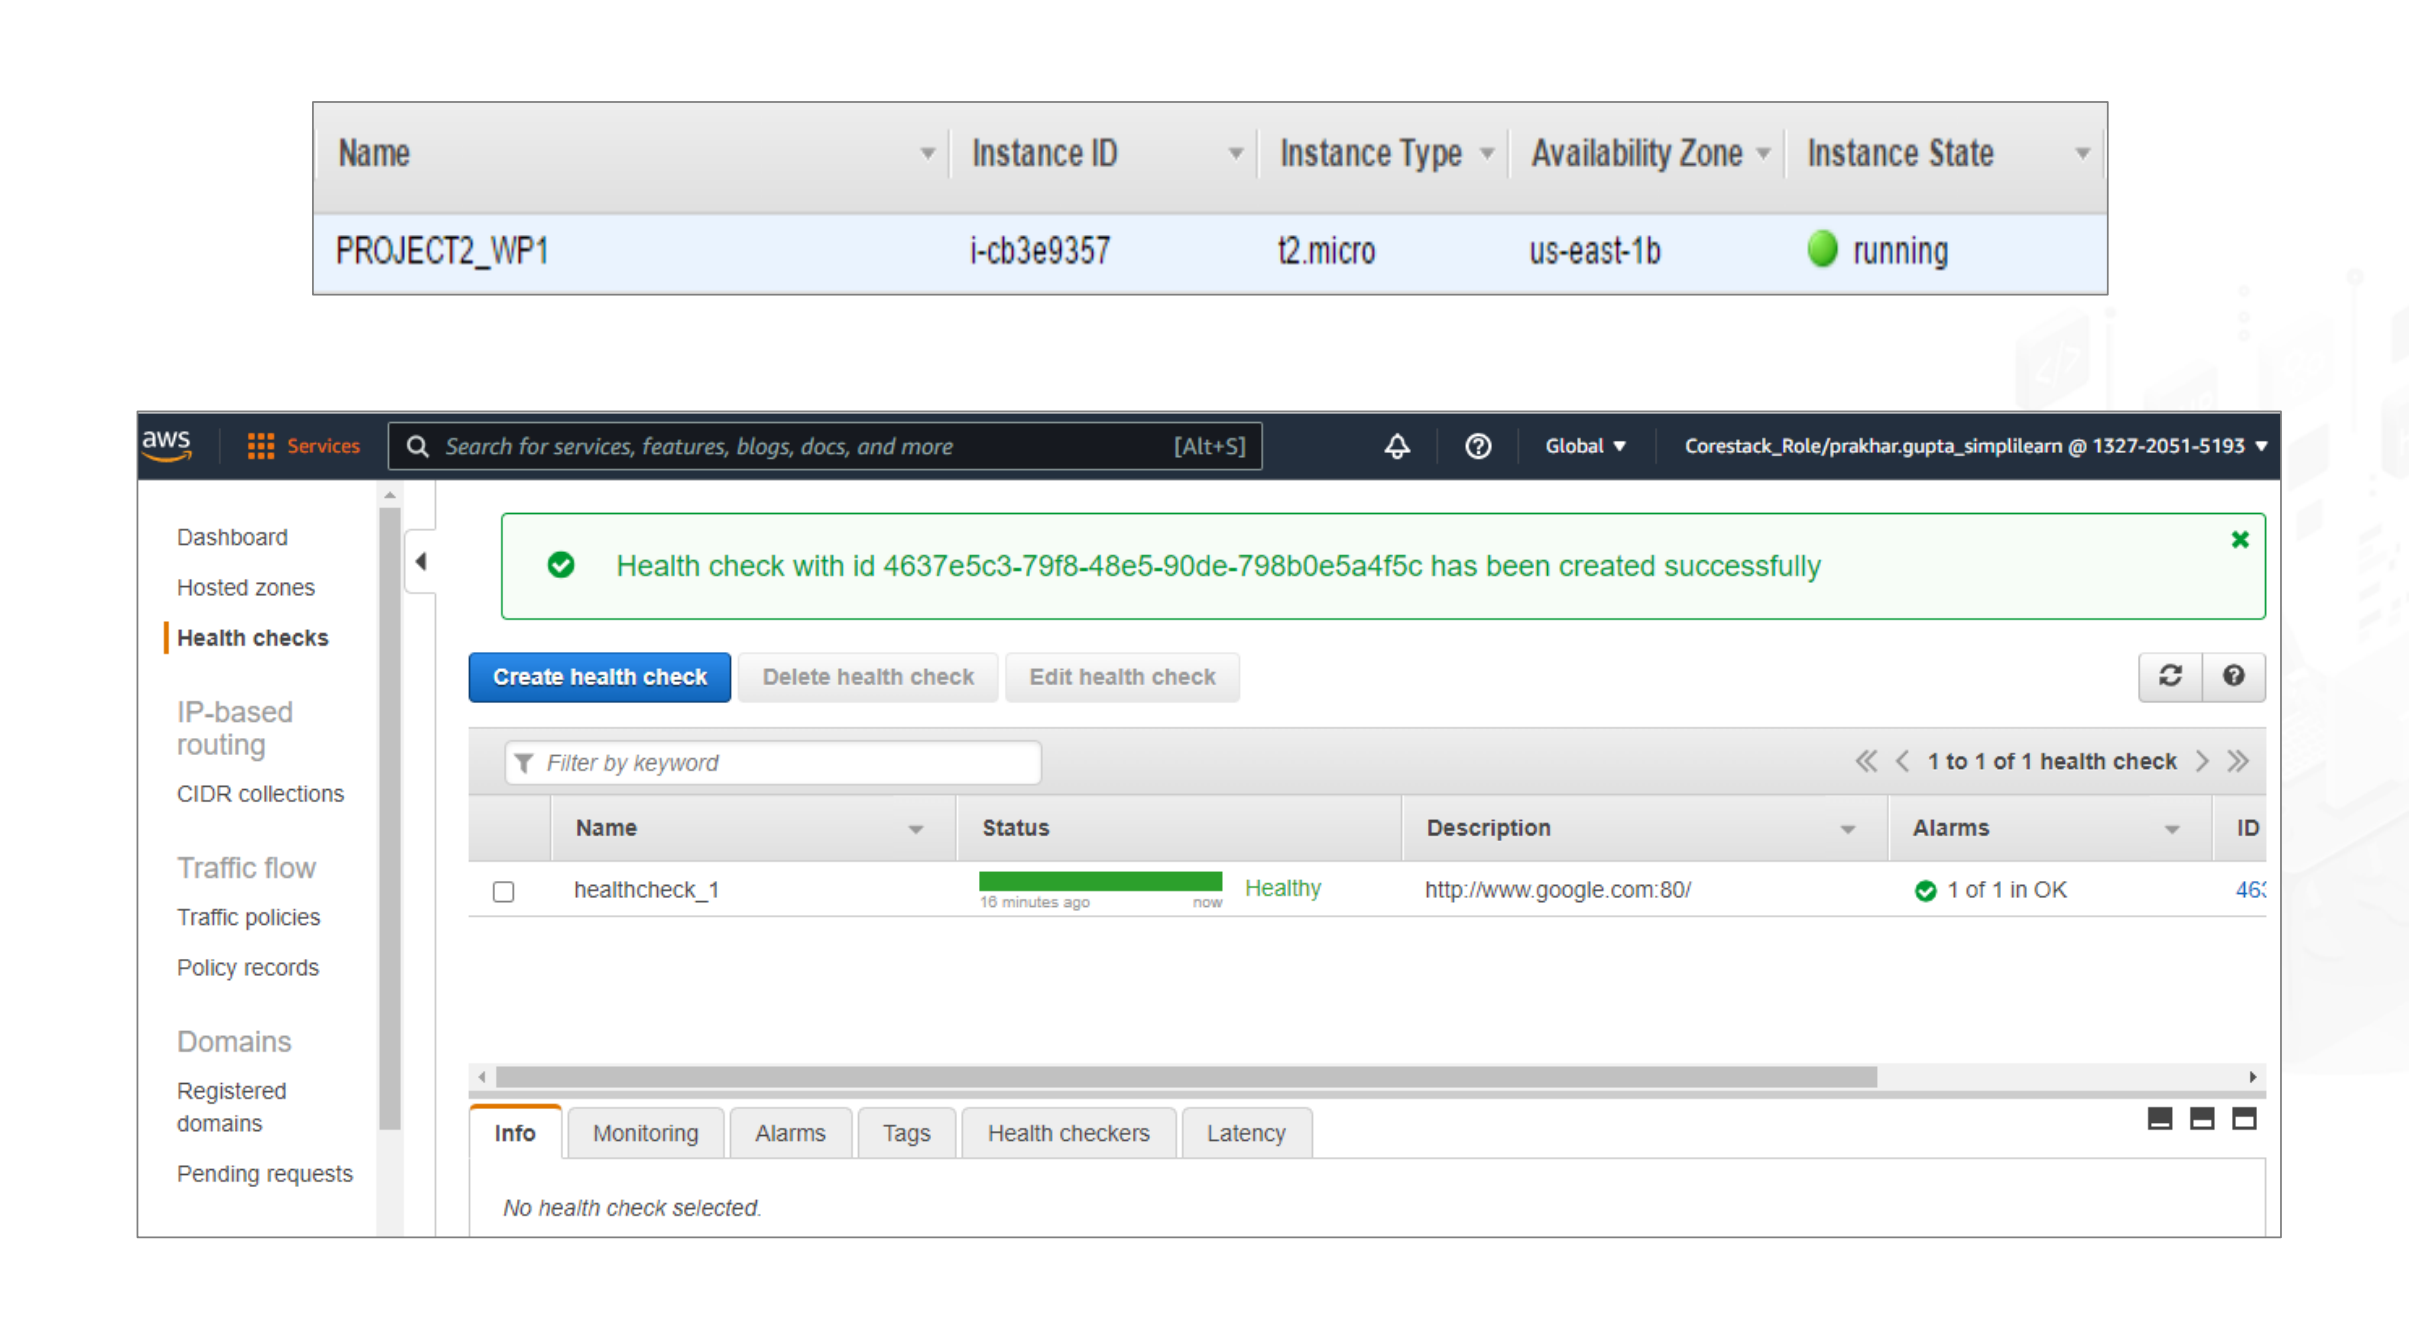 Name Instance ID Instance Type Availability Zone Instance State
PROJECT2_WP1 i-cb3e9357 t2.micro us-east-1b running
aws Services Search for services, features, blogs, docs, and more [Alt+S] Global Corestack_Role/prakhar.gupta_simplilearn @ 1327-2051-5193
Dashboard
Hosted zones
Health checks
IP-based
routing
CIDR collections
Traffic flow
Traffic policies
Policy records
Domains
Registered
domains
Pending requests
Health check with id 4637e5c3-79f8-48e5-90de-798b0e5a4f5c has been created successfully
Create health check Delete health check Edit health check
Filter by keyword 1 to 1 of 1 health check
Name Status Description Alarms ID
healthcheck_1 Healthy http://www.google.com:80/ 1 of 1 in OK 463
16 minutes ago now
Info Monitoring Alarms Tags Health checkers Latency
No health check selected.